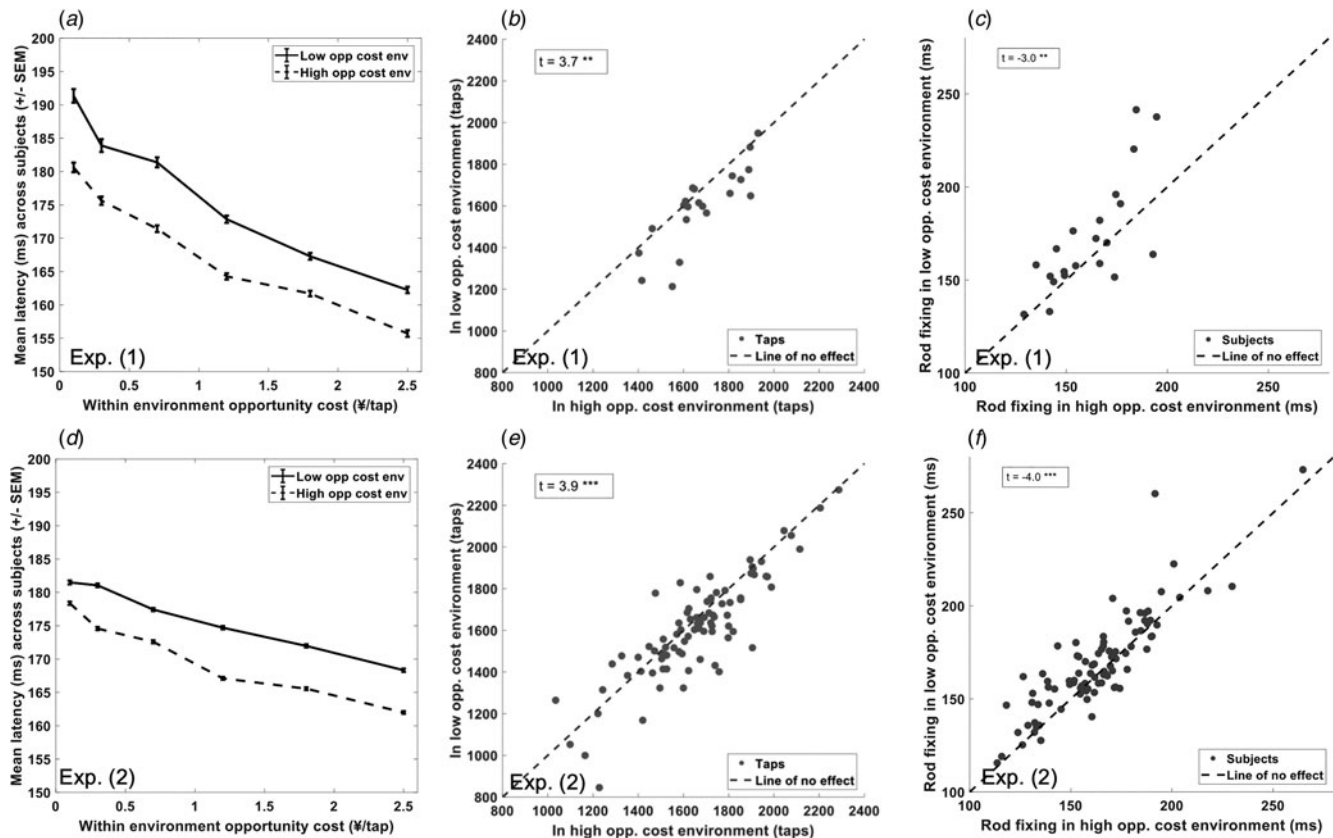 (a)
200
195
190
185
180
175
170
165
160
155
150
Mean latency (ms) across subjects (+/- SEM)
Low opp cost env
High opp cost env
Exp. (1)
0 0.5 1 1.5 2 2.5
Within environment opportunity cost (¥/tap)
(b)
2400
2200
2000
1800
1600
1400
1200
1000
800
In low opp. cost environment (taps)
t = 3.7 **
Taps
Line of no effect
Exp. (1)
800 1000 1200 1400 1600 1800 2000 2200 2400
In high opp. cost environment (taps)
(c)
250
200
150
100
Rod fixing in low opp. cost environment (ms)
t = -3.0 **
Subjects
Line of no effect
Exp. (1)
100 150 200 250
Rod fixing in high opp. cost environment (ms)
(d)
200
195
190
185
180
175
170
165
160
155
150
Mean latency (ms) across subjects (+/- SEM)
Low opp cost env
High opp cost env
Exp. (2)
0 0.5 1 1.5 2 2.5
Within environment opportunity cost (¥/tap)
(e)
2400
2200
2000
1800
1600
1400
1200
1000
800
In low opp. cost environment (taps)
t = 3.9 ***
Taps
Line of no effect
Exp. (2)
800 1000 1200 1400 1600 1800 2000 2200 2400
In high opp. cost environment (taps)
(f)
250
200
150
100
Rod fixing in low opp. cost environment (ms)
t = -4.0 ***
Subjects
Line of no effect
Exp. (2)
100 150 200 250
Rod fixing in high opp. cost environment (ms)